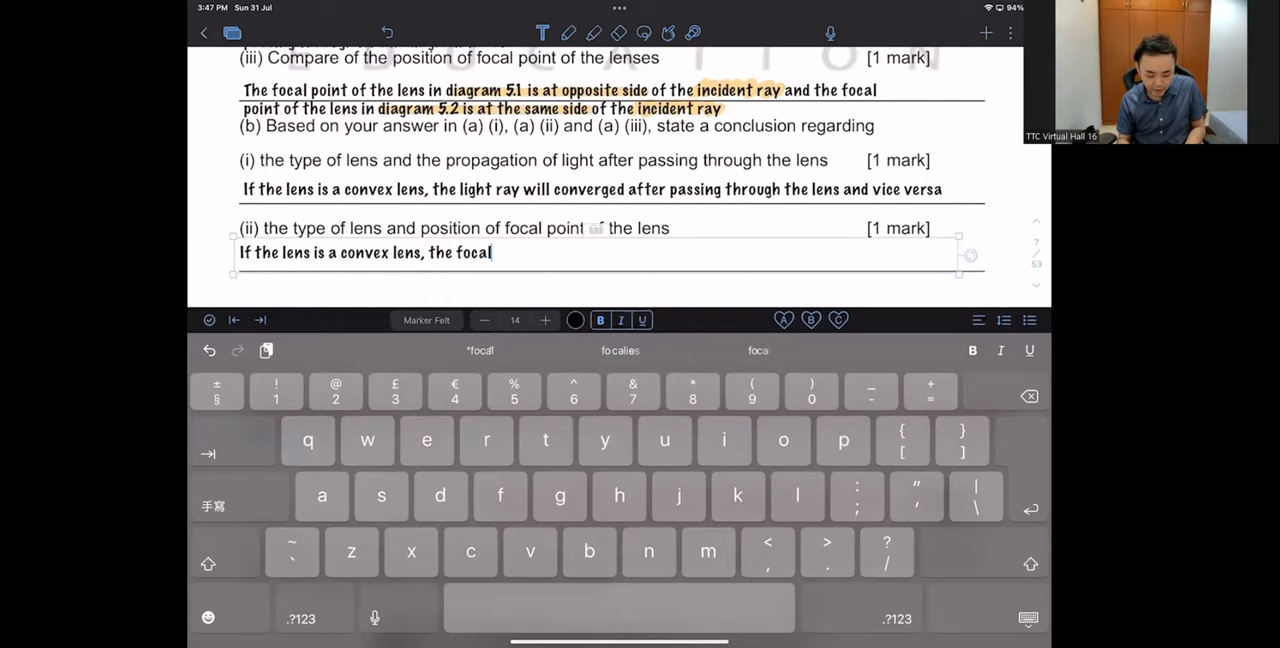 3:47 PM Sun 31 Jul
94%
E D U C A T I O N
(iii) Compare of the position of focal point of the lenses [1 mark]
The focal point of the lens in diagram 5.1 is at opposite side of the incident ray and the focal
point of the lens in diagram 5.2 is at the same side of the incident ray
(b) Based on your answer in (a) (i), (a) (ii) and (a) (iii), state a conclusion regarding
(i) the type of lens and the propagation of light after passing through the lens [1 mark]
If the lens is a convex lens, the light ray will converged after passing through the lens and vice versa
(ii) the type of lens and position of focal point of the lens [1 mark]
If the lens is a convex lens, the focal
7
/
53
TTC Virtual Hall 16
Marker Felt — 14 + B I U A B C
"focal" focalies foca B I U
± ! @ £ € % ^ & * ( ) _ +
§ 1 2 3 4 5 6 7 8 9 0 - =
q w e r t y u i o p { [ } ]
手寫 a s d f g h j k l : ; " ' | \
~ ` z x c v b n m < , > . ? /
.?123 .?123